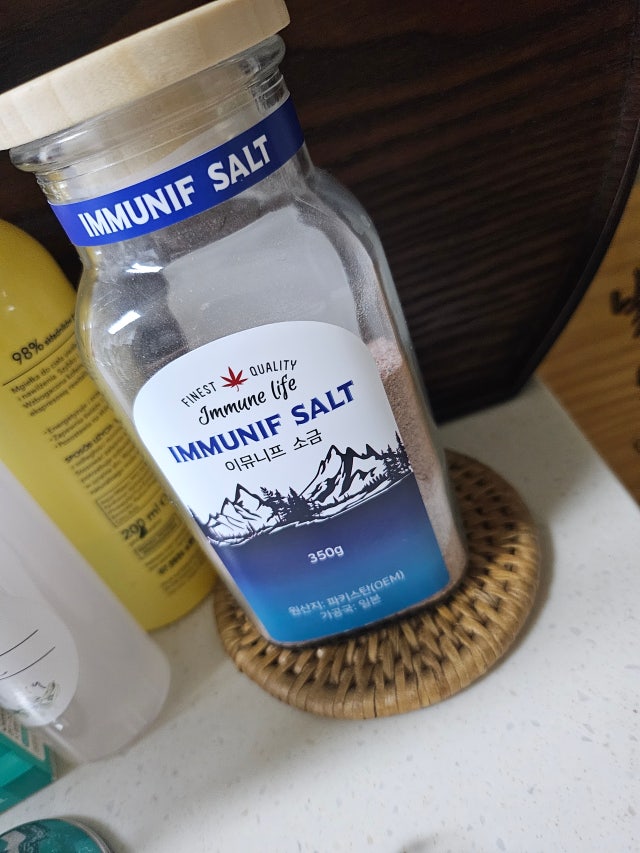 IMMUNIF SALT
FINEST QUALITY
Immune life
IMMUNIF SALT
이뮤니프 소금
350g
원산지: 파키스탄(OEM)
가공국: 일본
98%
200 ml